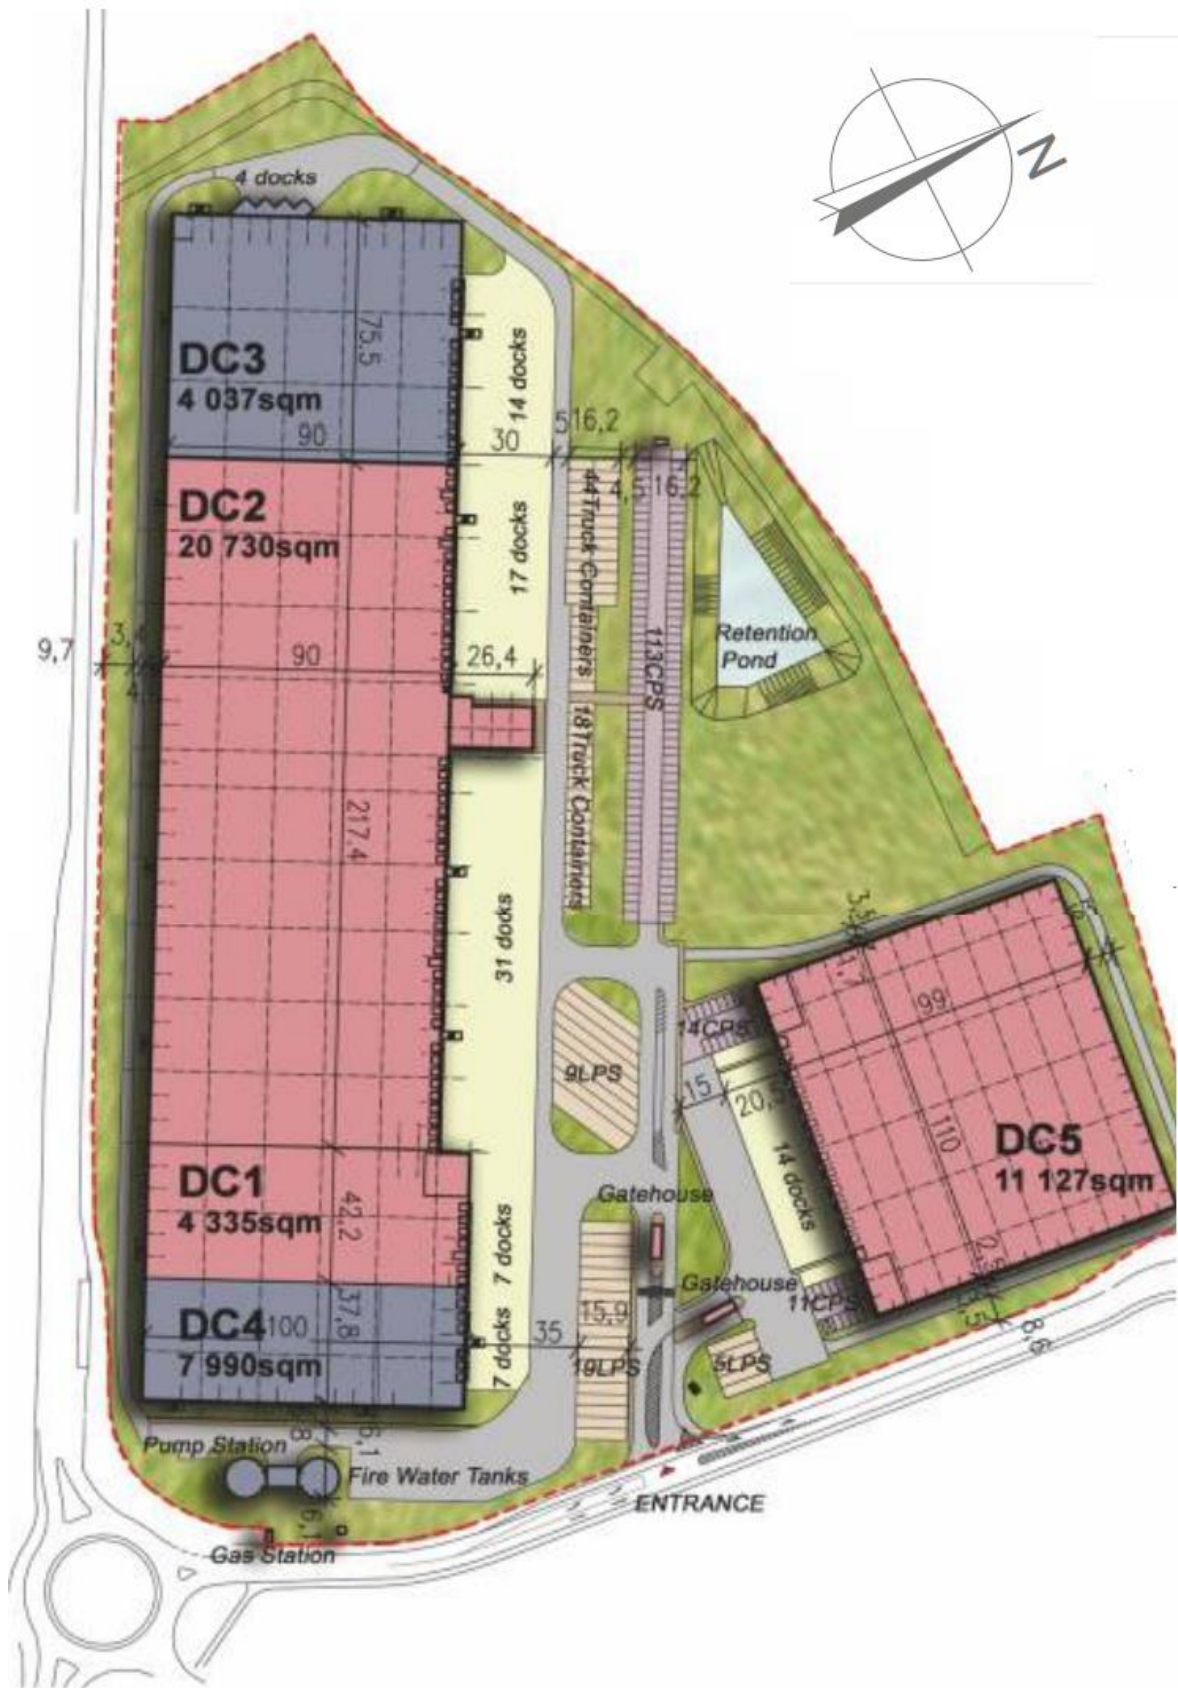 N
4 docks
DC3
4 037sqm
75,5
14 docks
90
30
5
16,2
DC2
20 730sqm
17 docks
44Truck Containers
4,5
16,2
113CPS
Retention
Pond
9,7
90
26,4
18Truck Containers
217,4
31 docks
3,5
99
14CPS
9LPS
15
20,5
110
DC5
11 127sqm
14 docks
DC1
4 335sqm
42,2
7 docks
Gatehouse
Gatehouse
11CPS
DC4
7 990sqm
100
37,8
7 docks
35
15,9
19LPS
5LPS
8,6
Pump Station
6,1
Fire Water Tanks
6,1
ENTRANCE
Gas Station